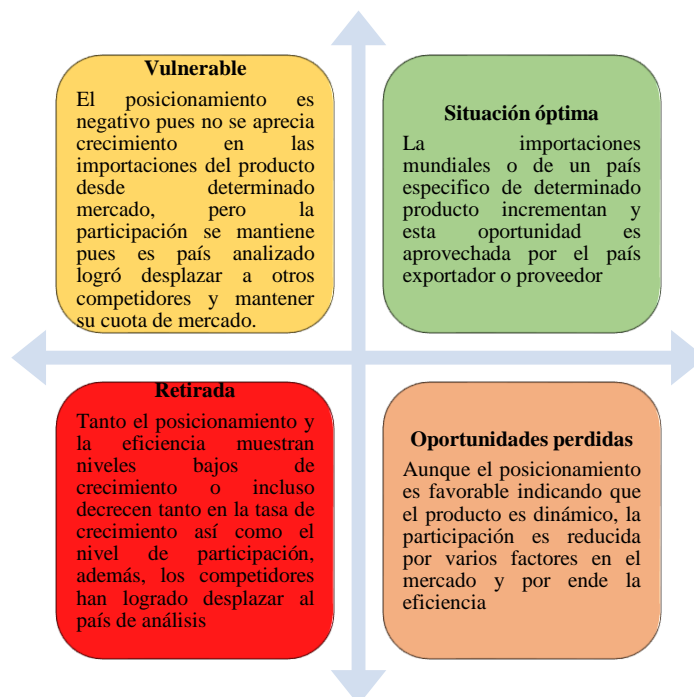 Vulnerable
El posicionamiento es
negativo pues no se aprecia
crecimiento en las
importaciones del producto
desde determinado
mercado, pero la
participación se mantiene
pues es país analizado
logró desplazar a otros
competidores y mantener
su cuota de mercado.
Situación óptima
La importaciones
mundiales o de un país
especifico de determinado
producto incrementan y
esta oportunidad es
aprovechada por el país
exportador o proveedor
Retirada
Tanto el posicionamiento y
la eficiencia muestran
niveles bajos de
crecimiento o incluso
decrecen tanto en la tasa de
crecimiento así como el
nivel de participación,
además, los competidores
han logrado desplazar al
país de análisis
Oportunidades perdidas
Aunque el posicionamiento
es favorable indicando que
el producto es dinámico, la
participación es reducida
por varios factores en el
mercado y por ende la
eficiencia